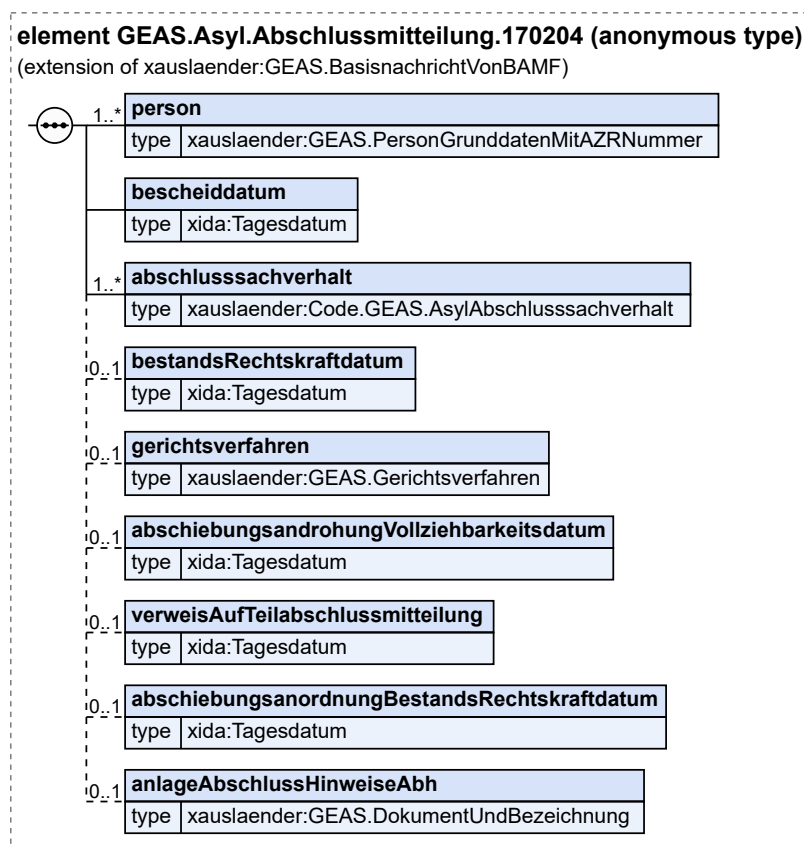 element GEAS.Asyl.Abschlussmitteilung.170204 (anonymous type)
(extension of xauslaender:GEAS.BasisnachrichtVonBAMF)
1..* person
type xauslaender:GEAS.PersonGrunddatenMitAZRNummer
bescheiddatum
type xida:Tagesdatum
1..* abschlusssachverhalt
type xauslaender:Code.GEAS.AsylAbschlusssachverhalt
0..1 bestandsRechtskraftdatum
type xida:Tagesdatum
0..1 gerichtsverfahren
type xauslaender:GEAS.Gerichtsverfahren
0..1 abschiebungsandrohungVollziehbarkeitsdatum
type xida:Tagesdatum
0..1 verweisAufTeilabschlussmitteilung
type xida:Tagesdatum
0..1 abschiebungsanordnungBestandsRechtskraftdatum
type xida:Tagesdatum
0..1 anlageAbschlussHinweiseAbh
type xauslaender:GEAS.DokumentUndBezeichnung